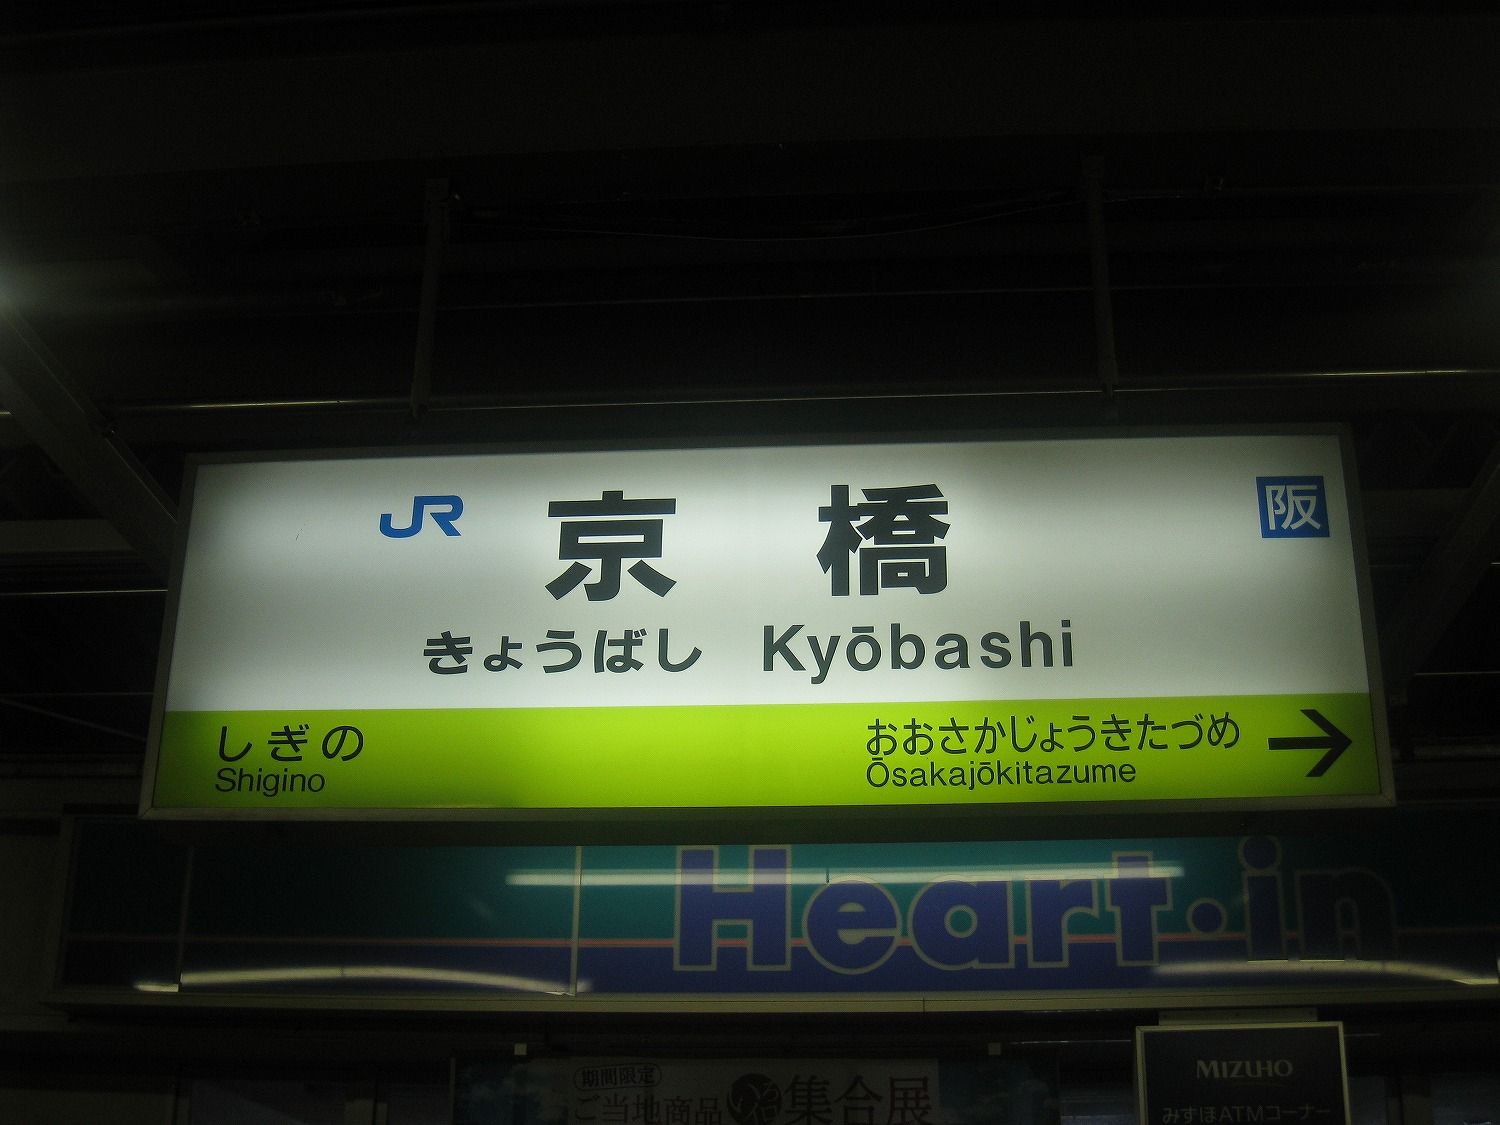 JR 京橋 阪
きょうばし Kyōbashi
しぎの
Shigino
おおさかじょうきたづめ →
Ōsakajōkitazume
Heart・in
MIZUHO
みずほATMコーナー
期間限定
ご当地商品
集合展